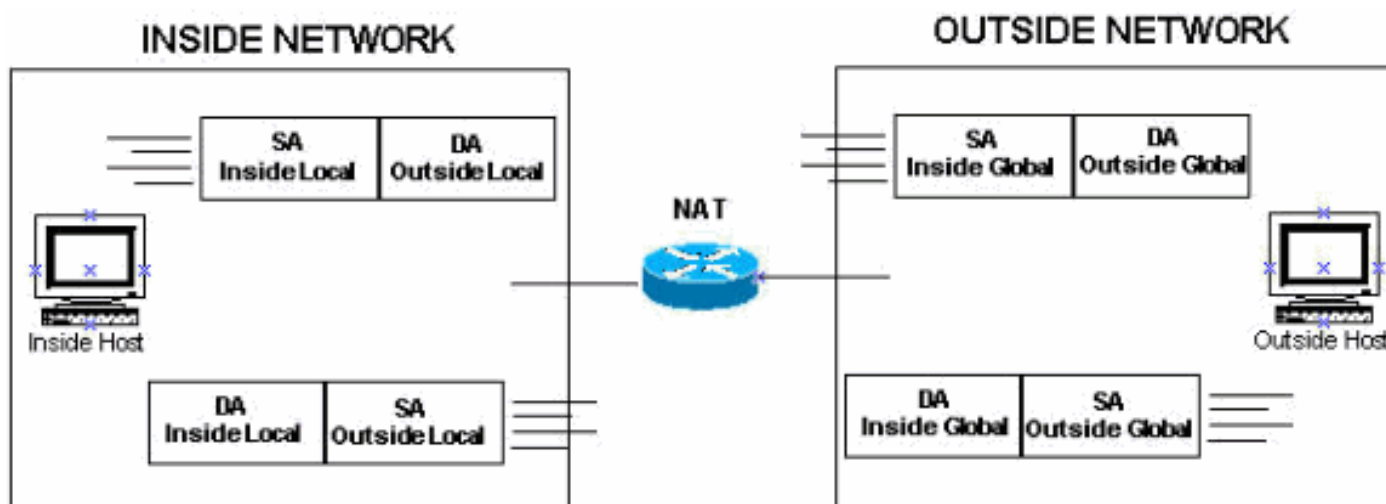 INSIDE NETWORK
OUTSIDE NETWORK
SA
Inside Local
DA
Outside Local
SA
Inside Global
DA
Outside Global
NAT
Inside Host
Outside Host
DA
Inside Local
SA
Outside Local
DA
Inside Global
SA
Outside Global